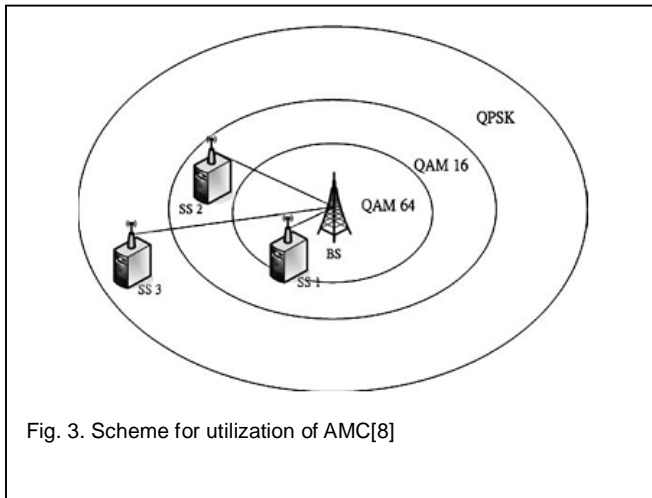 QPSK
QAM 16
SS 2
QAM 64
BS
SS 1
SS 3
Fig. 3. Scheme for utilization of AMC[8]